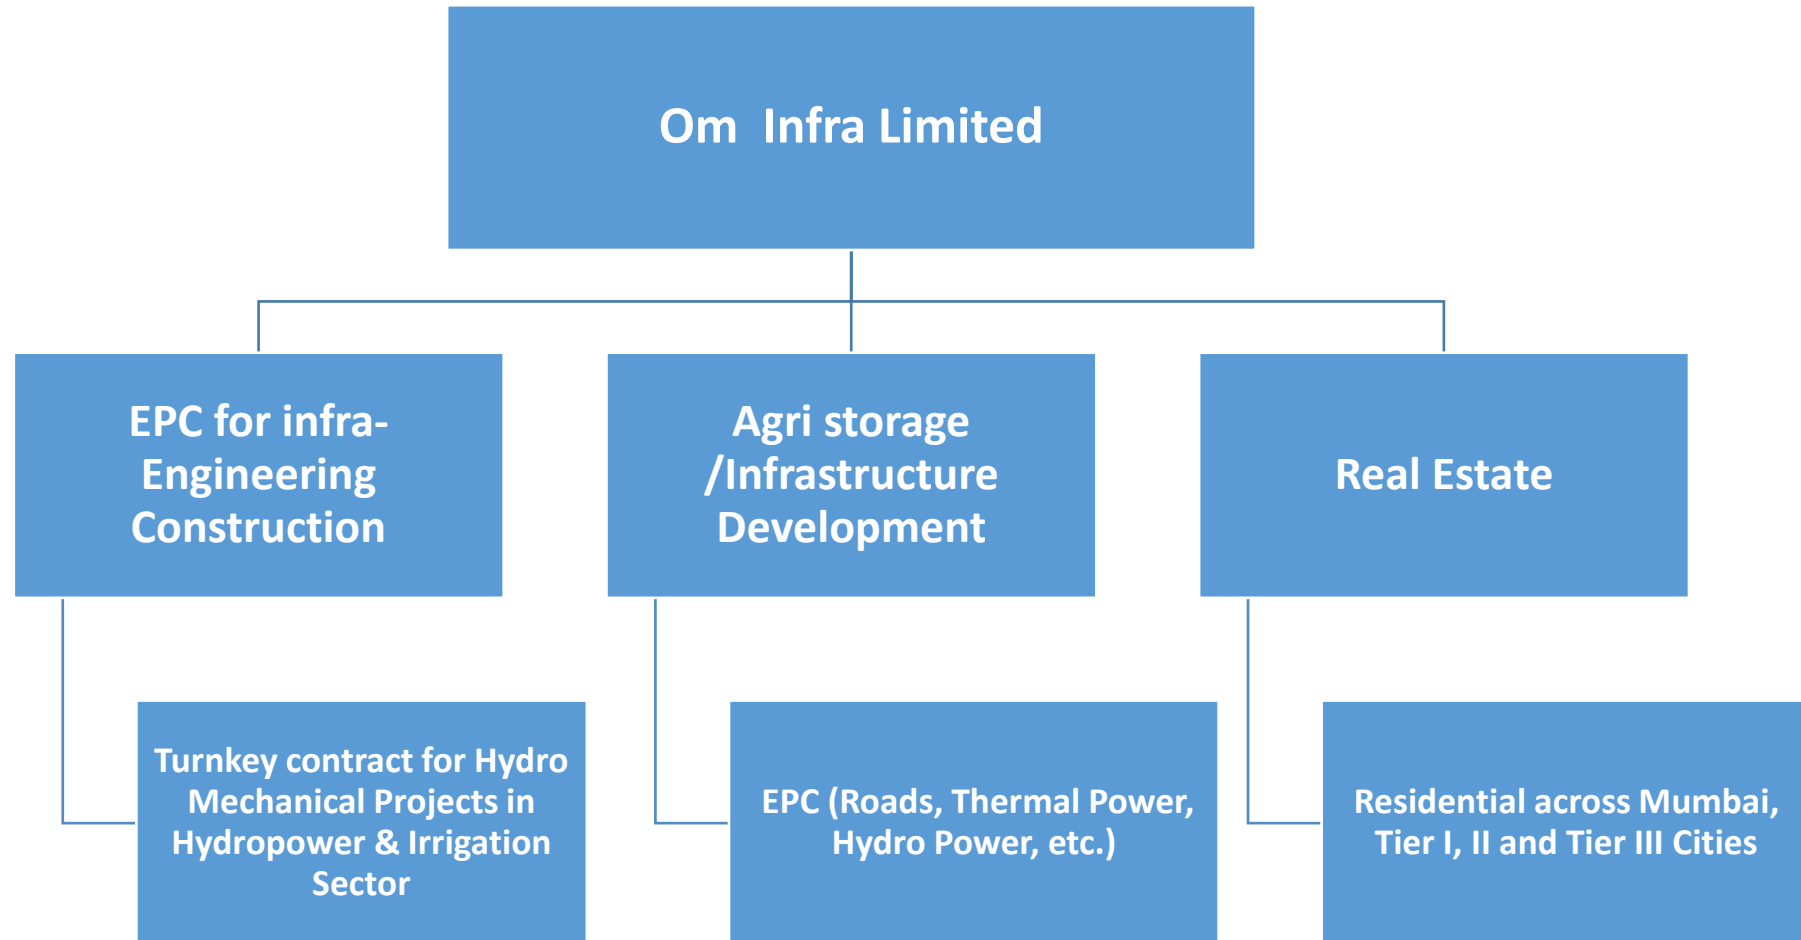 Om Infra Limited
EPC for infra-
Engineering
Construction
Agri storage
/Infrastructure
Development
Real Estate
Turnkey contract for Hydro
Mechanical Projects in
Hydropower & Irrigation
Sector
EPC (Roads, Thermal Power,
Hydro Power, etc.)
Residential across Mumbai,
Tier I, II and Tier III Cities